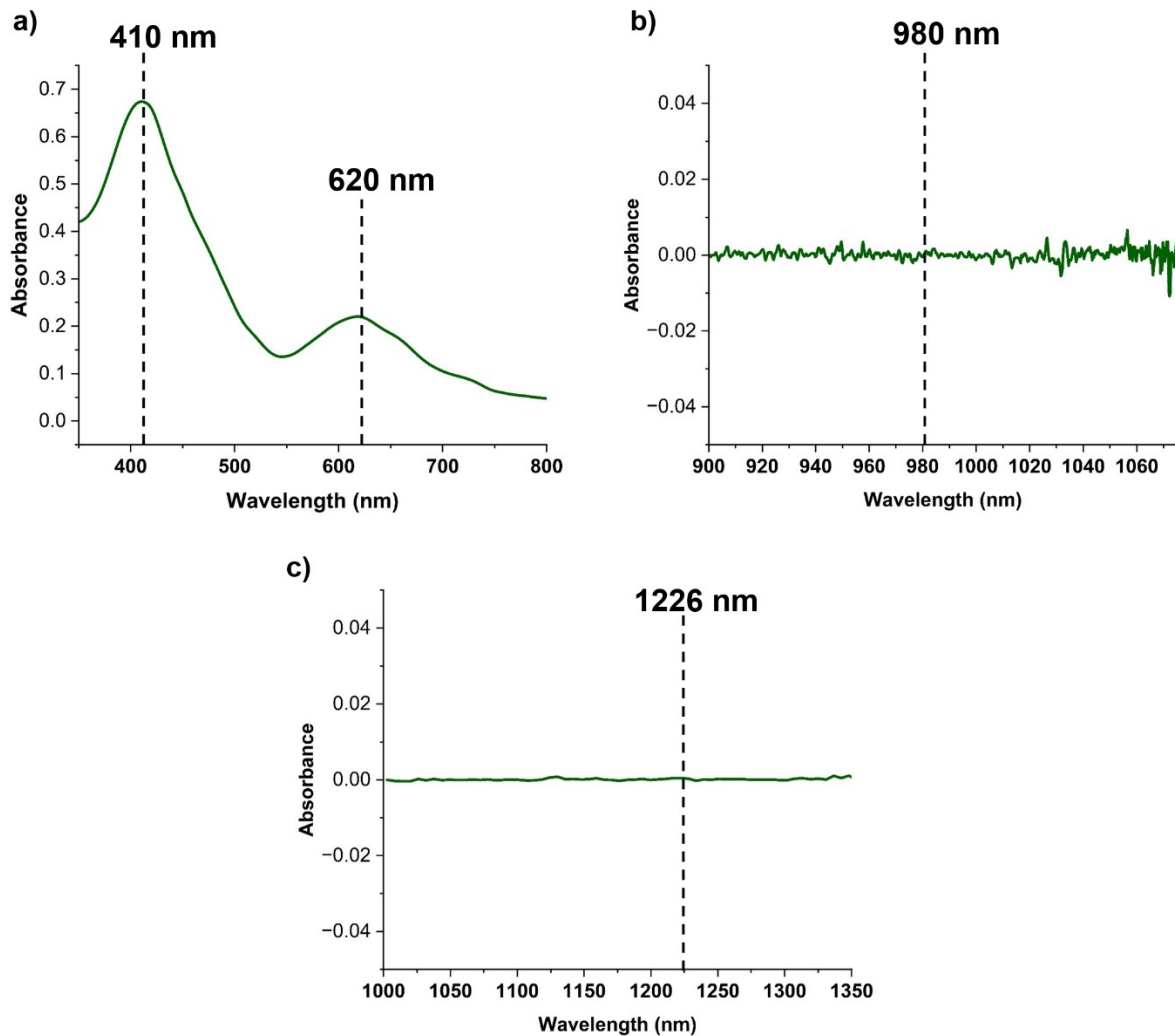 a)
410 nm
620 nm
0.7
0.6
0.5
0.4
0.3
0.2
0.1
0.0
Absorbance
400 500 600 700 800
Wavelength (nm)
b)
980 nm
0.04
0.02
0.00
−0.02
−0.04
Absorbance
900 920 940 960 980 1000 1020 1040 1060
Wavelength (nm)
c)
1226 nm
0.04
0.02
0.00
−0.02
−0.04
Absorbance
1000 1050 1100 1150 1200 1250 1300 1350
Wavelength (nm)